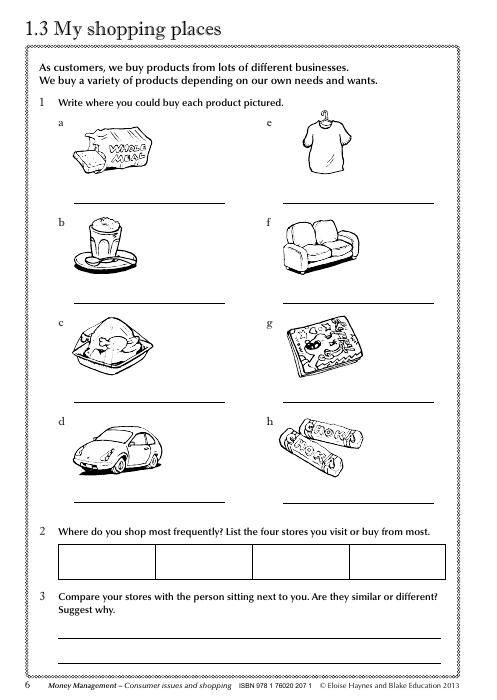 1.3 My shopping places
As customers, we buy products from lots of different businesses.
We buy a variety of products depending on our own needs and wants.
1 Write where you could buy each product pictured.
a
WHOLE
MEAL
e
b
f
c
g
d
h
2 Where do you shop most frequently? List the four stores you visit or buy from most.
3 Compare your stores with the person sitting next to you. Are they similar or different?
Suggest why.
6 Money Management – Consumer issues and shopping ISBN 978 1 76020 207 1 © Eloise Haynes and Blake Education 2013